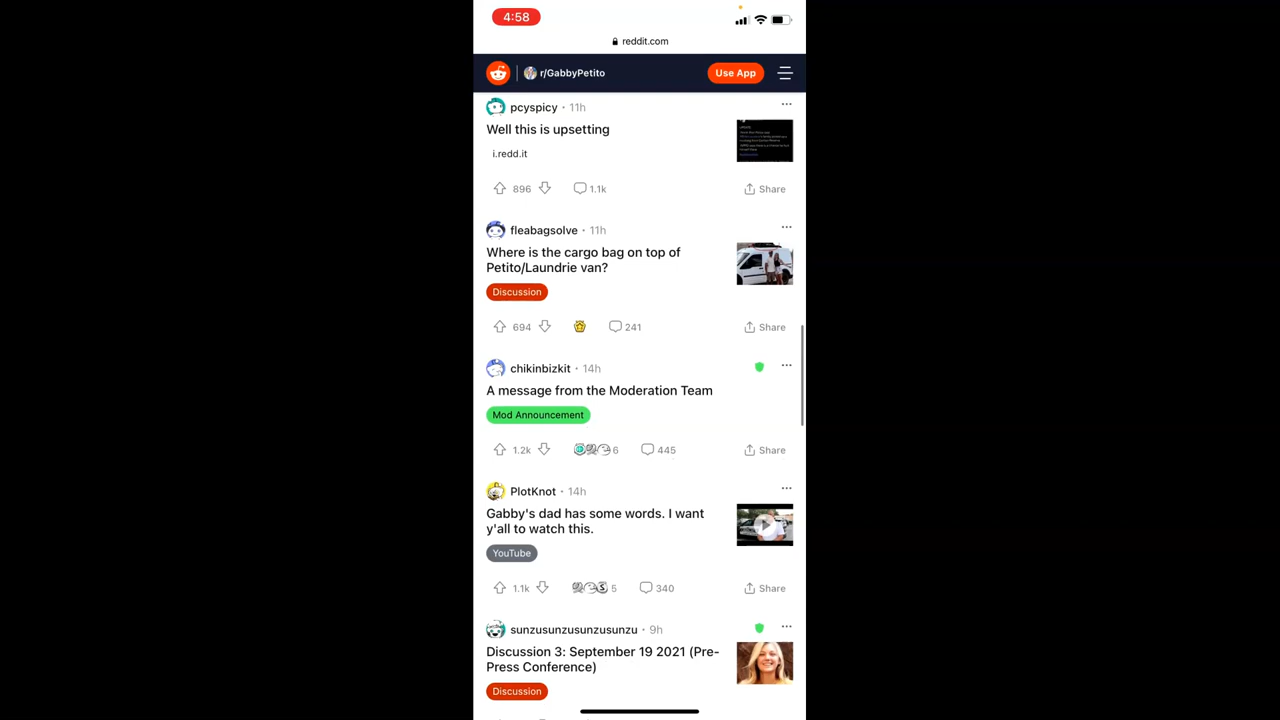 4:58
reddit.com
r/GabbyPetito
Use App
pcyspicy • 11h
Well this is upsetting
i.redd.it
896
1.1k
Share
fleabagsolve • 11h
Where is the cargo bag on top of
Petito/Laundrie van?
Discussion
694
241
Share
chikinbizkit • 14h
A message from the Moderation Team
Mod Announcement
1.2k
6
445
Share
PlotKnot • 14h
Gabby's dad has some words. I want
y'all to watch this.
YouTube
1.1k
5
340
Share
sunzusunzusunzusunzu • 9h
Discussion 3: September 19 2021 (Pre-
Press Conference)
Discussion